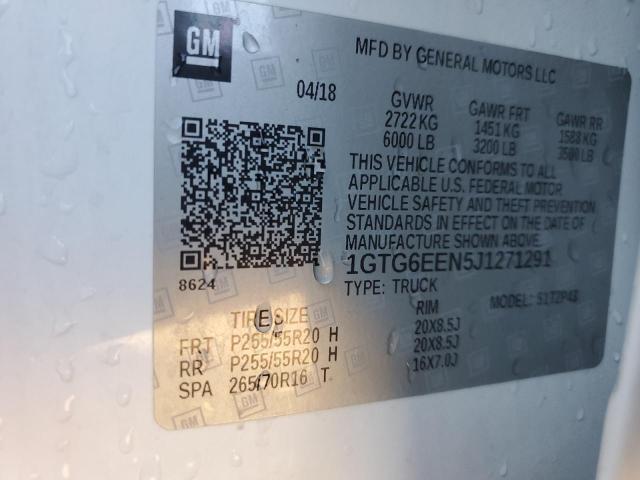 GM
MFD BY GENERAL MOTORS LLC
04/18
GVWR GAWR FRT GAWR RR
2722 KG 1451 KG 1588 KG
6000 LB 3200 LB 3500 LB
THIS VEHICLE CONFORMS TO ALL
APPLICABLE U.S. FEDERAL MOTOR
VEHICLE SAFETY AND THEFT PREVENTION
STANDARDS IN EFFECT ON THE DATE OF
MANUFACTURE SHOWN ABOVE.
8624
1GTG6EEN5J1271291
TYPE: TRUCK MODEL:
TIRE SIZE RIM
FRT P255/55R20 H 20X8.5J
RR P255/55R20 H 20X8.5J
SPA 265/70R16 T 16X7.0J